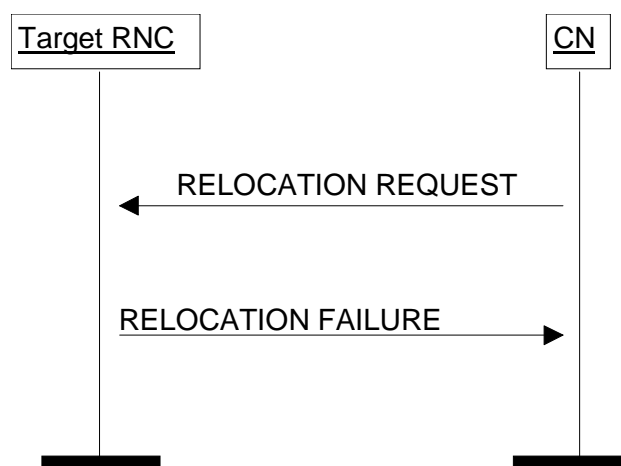 Target RNC
CN
RELOCATION REQUEST
RELOCATION FAILURE